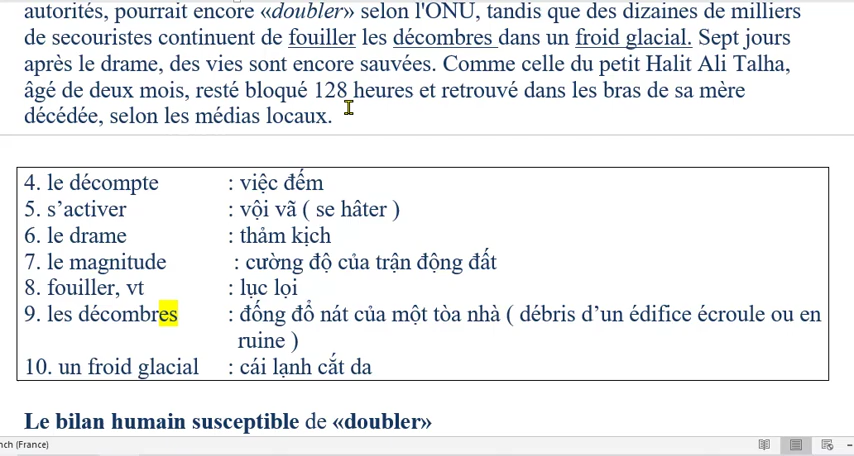 autorités, pourrait encore «doubler» selon l'ONU, tandis que des dizaines de milliers
de secouristes continuent de fouiller les décombres dans un froid glacial. Sept jours
après le drame, des vies sont encore sauvées. Comme celle du petit Halit Ali Talha,
âgé de deux mois, resté bloqué 128 heures et retrouvé dans les bras de sa mère
décédée, selon les médias locaux.
4. le décompte : việc đếm
5. s’activer : vội vã ( se hâter )
6. le drame : thảm kịch
7. le magnitude : cường độ của trận động đất
8. fouiller, vt : lục lọi
9. les décombres : đống đổ nát của một tòa nhà ( débris d’un édifice écroule ou en
ruine )
10. un froid glacial : cái lạnh cắt da
Le bilan humain susceptible de «doubler»
nch (France)